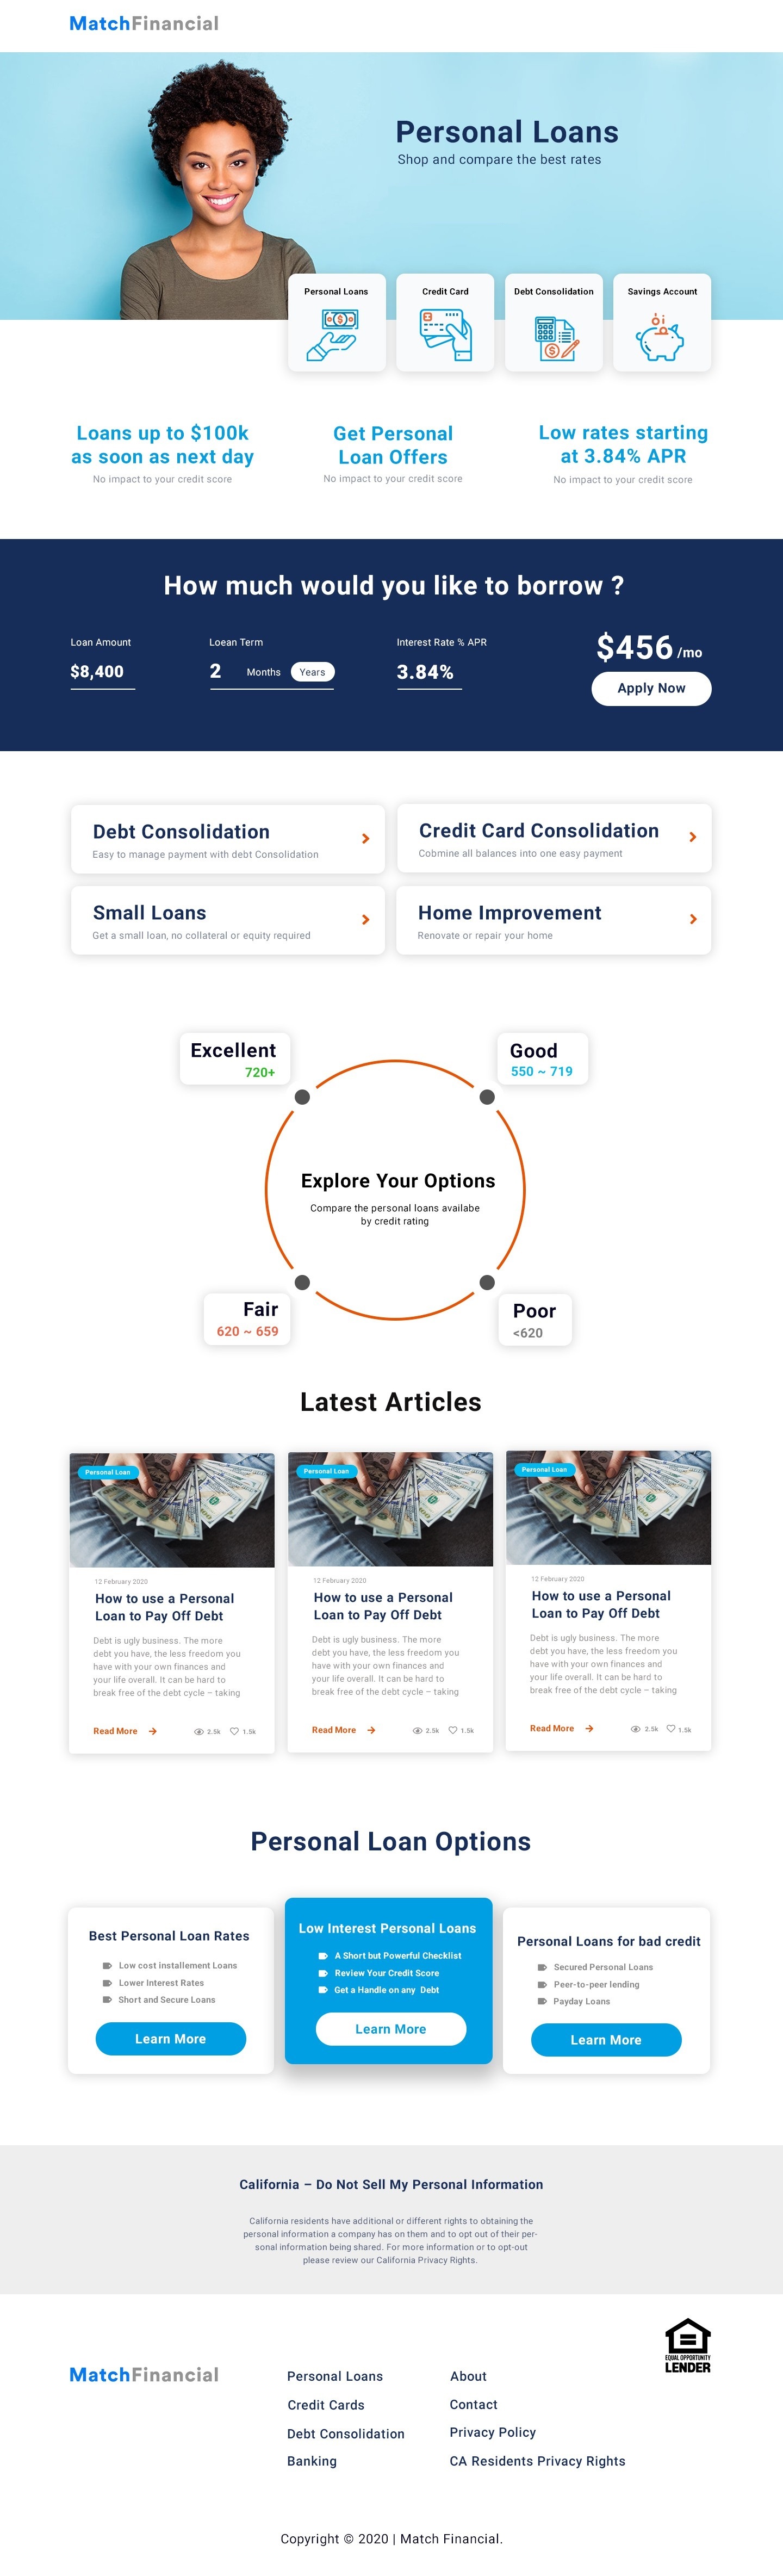 MatchFinancial
Personal Loans
Shop and compare the best rates
Personal Loans
Credit Card
Debt Consolidation
Savings Account
Loans up to $100k
as soon as next day
No impact to your credit score
Get Personal
Loan Offers
No impact to your credit score
Low rates starting
at 3.84% APR
No impact to your credit score
How much would you like to borrow ?
Loan Amount
$8,400
Loean Term
2 Months Years
Interest Rate % APR
3.84%
$456 /mo
Apply Now
Debt Consolidation
Easy to manage payment with debt Consolidation
Credit Card Consolidation
Cobmine all balances into one easy payment
Small Loans
Get a small loan, no collateral or equity required
Home Improvement
Renovate or repair your home
Excellent
720+
Good
550 ~ 719
Explore Your Options
Compare the personal loans availabe
by credit rating
Fair
620 ~ 659
Poor
<620
Latest Articles
Personal Loan
12 February 2020
How to use a Personal
Loan to Pay Off Debt
Debt is ugly business. The more
debt you have, the less freedom you
have with your own finances and
your life overall. It can be hard to
break free of the debt cycle – taking
Read More
2.5k 1.5k
Personal Loan
12 February 2020
How to use a Personal
Loan to Pay Off Debt
Debt is ugly business. The more
debt you have, the less freedom you
have with your own finances and
your life overall. It can be hard to
break free of the debt cycle – taking
Read More
2.5k 1.5k
Personal Loan
12 February 2020
How to use a Personal
Loan to Pay Off Debt
Debt is ugly business. The more
debt you have, the less freedom you
have with your own finances and
your life overall. It can be hard to
break free of the debt cycle – taking
Read More
2.5k 1.5k
Personal Loan Options
Best Personal Loan Rates
Low cost installement Loans
Lower Interest Rates
Short and Secure Loans
Learn More
Low Interest Personal Loans
A Short but Powerful Checklist
Review Your Credit Score
Get a Handle on any Debt
Learn More
Personal Loans for bad credit
Secured Personal Loans
Peer-to-peer lending
Payday Loans
Learn More
California – Do Not Sell My Personal Information
California residents have additional or different rights to obtaining the
personal information a company has on them and to opt out of their per-
sonal information being shared. For more information or to opt-out
please review our California Privacy Rights.
EQUAL OPPORTUNITY
LENDER
MatchFinancial
Personal Loans
Credit Cards
Debt Consolidation
Banking
About
Contact
Privacy Policy
CA Residents Privacy Rights
Copyright © 2020 | Match Financial.